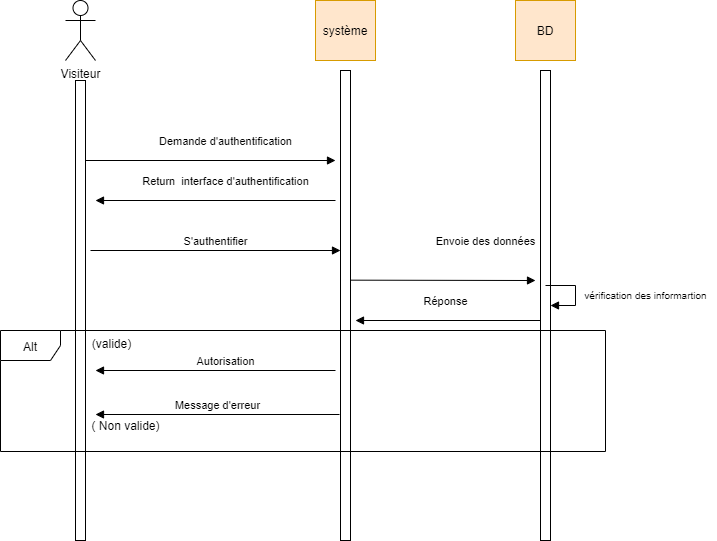 système
BD
Visiteur
Demande d'authentification
Return interface d'authentification
S'authentifier
Envoie des données
vérification des informartion
Réponse
Alt
(valide)
Autorisation
Message d'erreur
( Non valide)